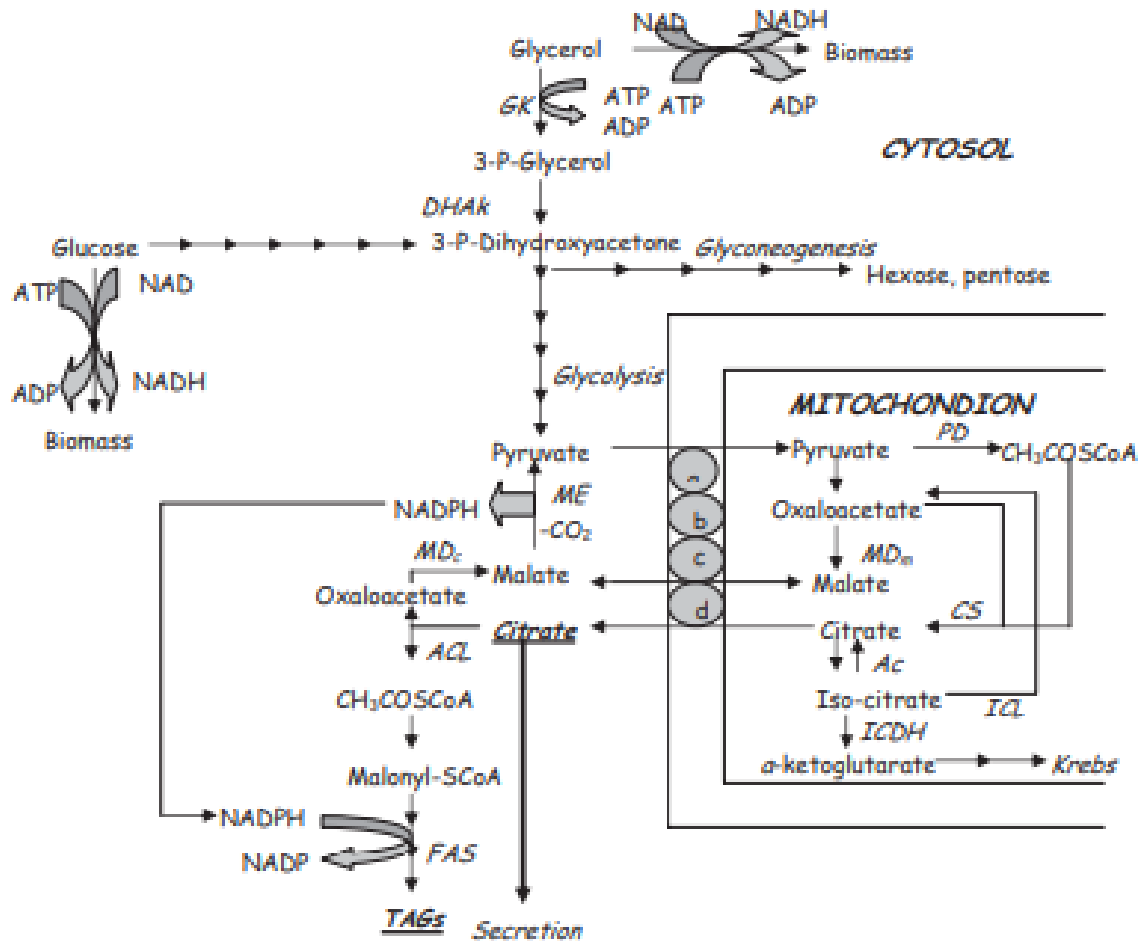 NAD NADH
Glycerol Biomass
GK ATP ATP ADP
ADP
3-P-Glycerol CYTOSOL
DHAk
Glucose 3-P-Dihydroxyacetone Glyconeogenesis
Hexose, pentose
ATP NAD
ADP NADH
Biomass
Glycolysis
MITOCHONDION
Pyruvate a Pyruvate PD CH₃COSCoA
NADPH ME b Oxaloacetate
-CO₂
MDc c MDm
Malate Malate
Oxaloacetate
Citrate d Citrate CS
ACL Ac
CH₃COSCoA Iso-citrate ICL
ICDH
Malonyl-SCoA α-ketoglutarate Krebs
NADPH
NADP FAS
TAGs Secretion